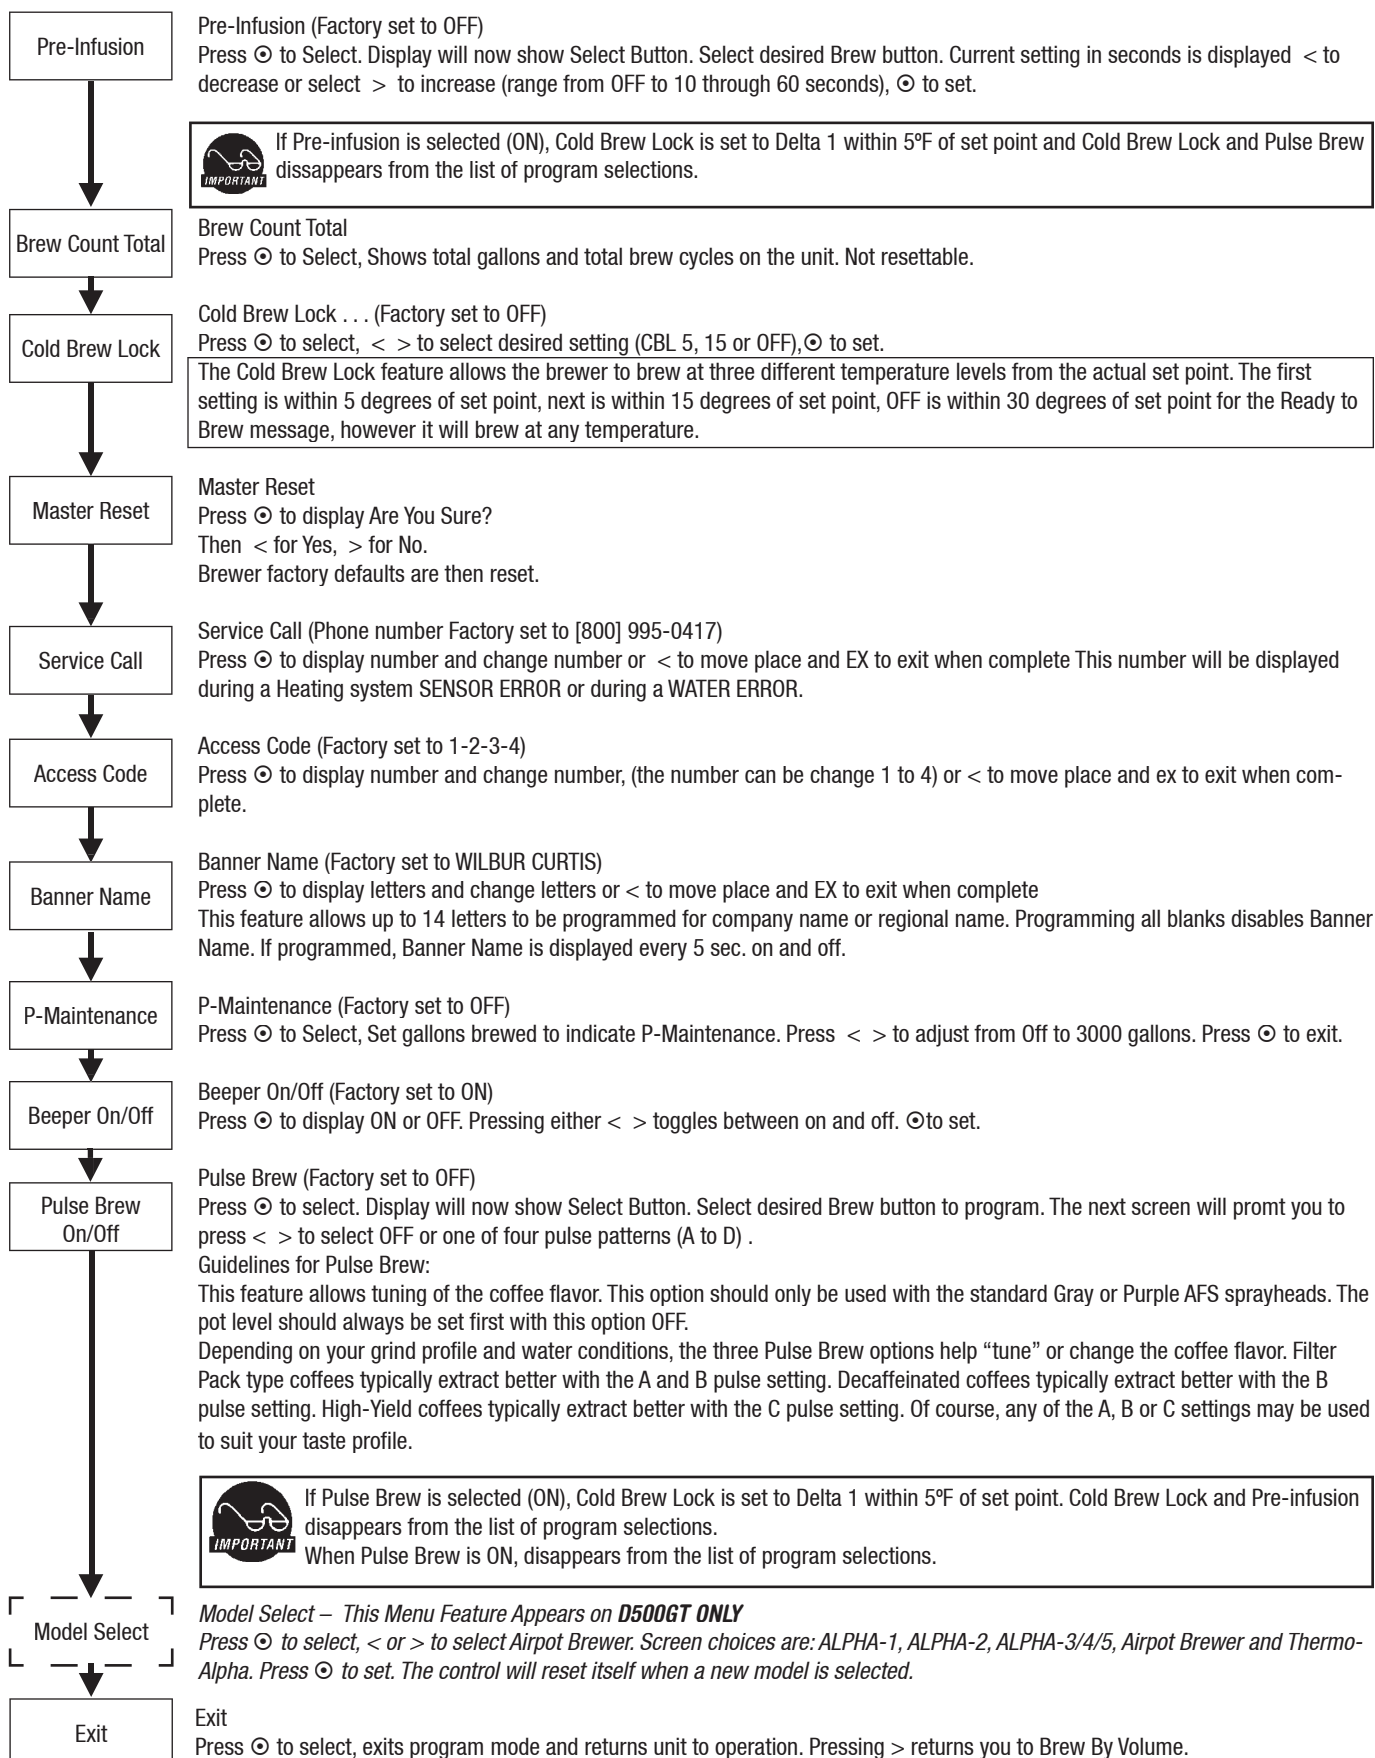 Pre-Infusion
Pre-Infusion (Factory set to OFF)
Press ⊙ to Select. Display will now show Select Button. Select desired Brew button. Current setting in seconds is displayed < to
decrease or select > to increase (range from OFF to 10 through 60 seconds), ⊙ to set.
IMPORTANT
If Pre-infusion is selected (ON), Cold Brew Lock is set to Delta 1 within 5ºF of set point and Cold Brew Lock and Pulse Brew
dissappears from the list of program selections.
Brew Count Total
Brew Count Total
Press ⊙ to Select, Shows total gallons and total brew cycles on the unit. Not resettable.
Cold Brew Lock
Cold Brew Lock . . . (Factory set to OFF)
Press ⊙ to select, < > to select desired setting (CBL 5, 15 or OFF),⊙ to set.
The Cold Brew Lock feature allows the brewer to brew at three different temperature levels from the actual set point. The first
setting is within 5 degrees of set point, next is within 15 degrees of set point, OFF is within 30 degrees of set point for the Ready to
Brew message, however it will brew at any temperature.
Master Reset
Master Reset
Press ⊙ to display Are You Sure?
Then < for Yes, > for No.
Brewer factory defaults are then reset.
Service Call
Service Call (Phone number Factory set to [800] 995-0417)
Press ⊙ to display number and change number or < to move place and EX to exit when complete This number will be displayed
during a Heating system SENSOR ERROR or during a WATER ERROR.
Access Code
Access Code (Factory set to 1-2-3-4)
Press ⊙ to display number and change number, (the number can be change 1 to 4) or < to move place and ex to exit when com-
plete.
Banner Name
Banner Name (Factory set to WILBUR CURTIS)
Press ⊙ to display letters and change letters or < to move place and EX to exit when complete
This feature allows up to 14 letters to be programmed for company name or regional name. Programming all blanks disables Banner
Name. If programmed, Banner Name is displayed every 5 sec. on and off.
P-Maintenance
P-Maintenance (Factory set to OFF)
Press ⊙ to Select, Set gallons brewed to indicate P-Maintenance. Press < > to adjust from Off to 3000 gallons. Press ⊙ to exit.
Beeper On/Off
Beeper On/Off (Factory set to ON)
Press ⊙ to display ON or OFF. Pressing either < > toggles between on and off. ⊙to set.
Pulse Brew
On/Off
Pulse Brew (Factory set to OFF)
Press ⊙ to select. Display will now show Select Button. Select desired Brew button to program. The next screen will promt you to
press < > to select OFF or one of four pulse patterns (A to D) .
Guidelines for Pulse Brew:
This feature allows tuning of the coffee flavor. This option should only be used with the standard Gray or Purple AFS sprayheads. The
pot level should always be set first with this option OFF.
Depending on your grind profile and water conditions, the three Pulse Brew options help “tune” or change the coffee flavor. Filter
Pack type coffees typically extract better with the A and B pulse setting. Decaffeinated coffees typically extract better with the B
pulse setting. High-Yield coffees typically extract better with the C pulse setting. Of course, any of the A, B or C settings may be used
to suit your taste profile.
IMPORTANT
If Pulse Brew is selected (ON), Cold Brew Lock is set to Delta 1 within 5ºF of set point. Cold Brew Lock and Pre-infusion
disappears from the list of program selections.
When Pulse Brew is ON, disappears from the list of program selections.
Model Select
Model Select – This Menu Feature Appears on D500GT ONLY
Press ⊙ to select, < or > to select Airpot Brewer. Screen choices are: ALPHA-1, ALPHA-2, ALPHA-3/4/5, Airpot Brewer and Thermo-
Alpha. Press ⊙ to set. The control will reset itself when a new model is selected.
Exit
Exit
Press ⊙ to select, exits program mode and returns unit to operation. Pressing > returns you to Brew By Volume.